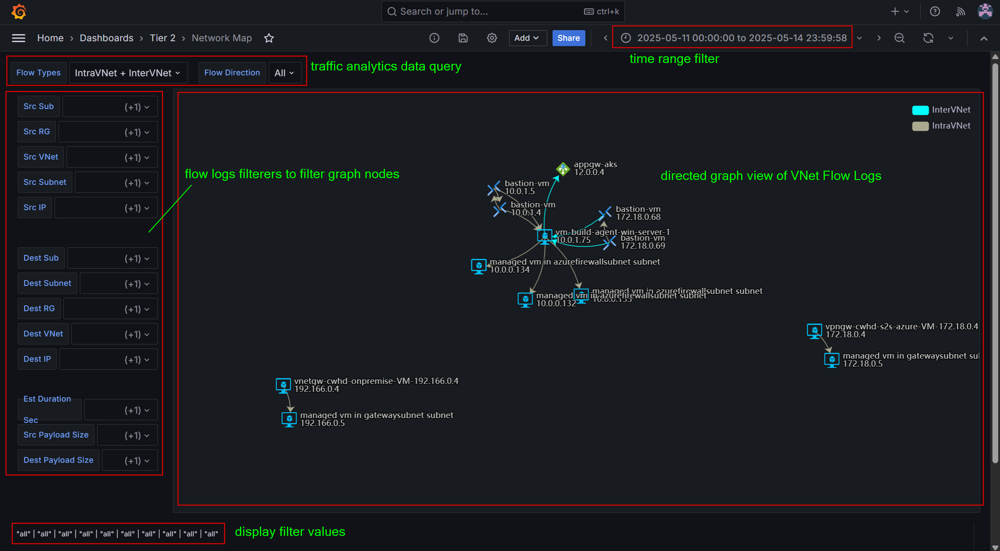 Search or jump to...
ctrl+k
Home › Dashboards › Tier 2 › Network Map
Add
Share
2025-05-11 00:00:00 to 2025-05-14 23:59:58
time range filter
Flow Types
IntraVNet + InterVNet
Flow Direction
All
traffic analytics data query
Src Sub
(+1)
Src RG
(+1)
Src VNet
(+1)
Src Subnet
(+1)
Src IP
(+1)
Dest Sub
(+1)
Dest Subnet
(+1)
Dest RG
(+1)
Dest VNet
(+1)
Dest IP
(+1)
Est Duration
Sec
(+1)
Src Payload Size
(+1)
Dest Payload Size
(+1)
flow logs filterers to filter graph nodes
InterVNet
IntraVNet
directed graph view of VNet Flow Logs
appgw-aks
12.0.0.4
bastion-vm
10.0.1.5
bastion-vm
10.0.1.4
bastion-vm
172.18.0.68
vm-build-agent-win-server-1
10.0.1.75
bastion-vm
172.18.0.69
managed vm in azurefirewallsubnet subnet
10.0.0.134
managed vm in azurefirewallsubnet subnet
managed vm in azurefirewallsubnet subnet
10.0.0.132
vpngw-cwhd-s2s-azure-VM-172.18.0.4
172.18.0.4
managed vm in gatewaysubnet
172.18.0.5
vnetgw-cwhd-onpremise-VM-192.166.0.4
192.166.0.4
managed vm in gatewaysubnet subnet
192.166.0.5
"all" | "all" | "all" | "all" | "all" | "all" | "all" | "all" | "all" | "all"
display filter values